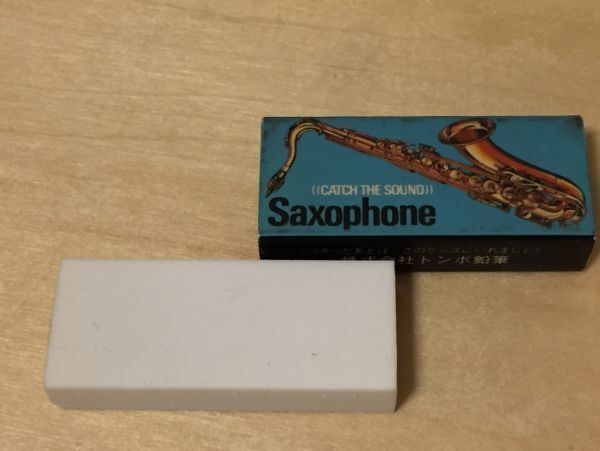 ((CATCH THE SOUND))
Saxophone
つかったあとは、このケースにいれましょう
株式会社トンボ鉛筆